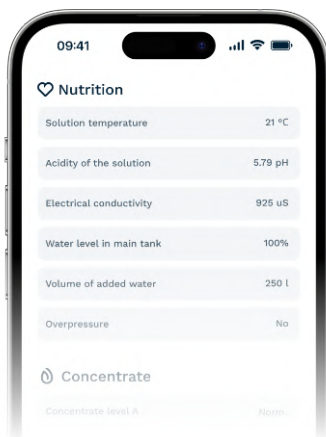 09:41
Nutrition
Solution temperature 21 °C
Acidity of the solution 5.79 pH
Electrical conductivity 925 uS
Water level in main tank 100%
Volume of added water 250 l
Overpressure No
Concentrate
Concentrate level A Norm.